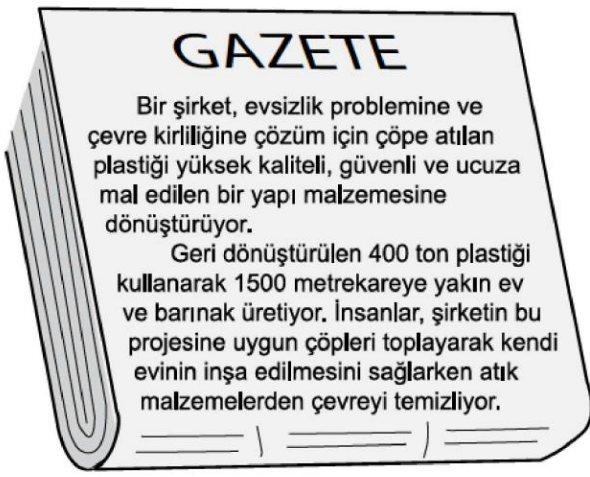 GAZETE
Bir şirket, evsizlik problemine ve
çevre kirliliğine çözüm için çöpe atılan
plastiği yüksek kaliteli, güvenli ve ucuza
mal edilen bir yapı malzemesine
dönüştürüyor.
Geri dönüştürülen 400 ton plastiği
kullanarak 1500 metrekareye yakın ev
ve barınak üretiyor. İnsanlar, şirketin bu
projesine uygun çöpleri toplayarak kendi
evinin inşa edilmesini sağlarken atık
malzemelerden çevreyi temizliyor.